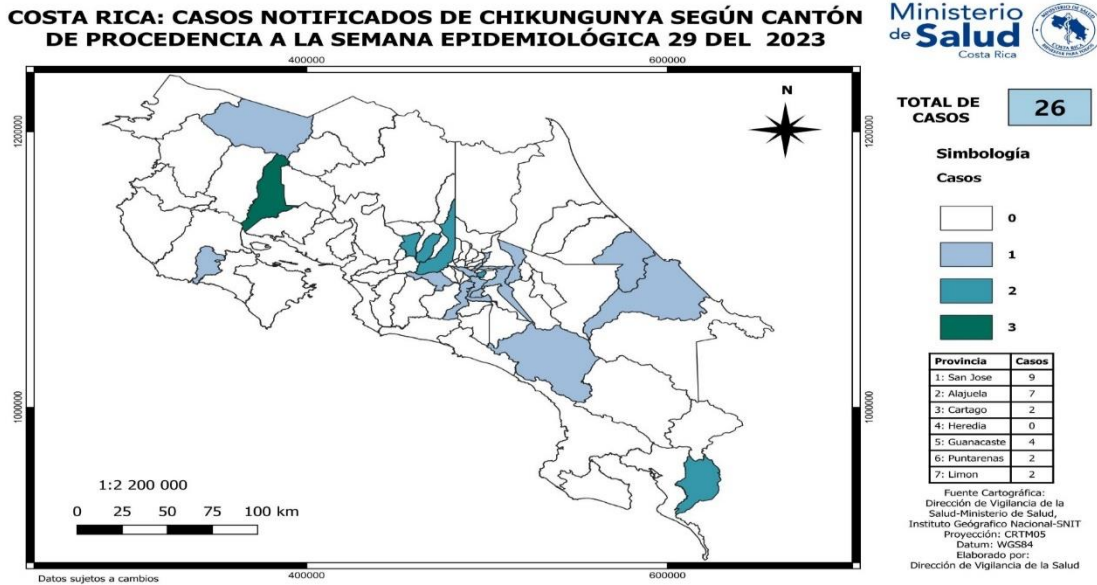 COSTA RICA: CASOS NOTIFICADOS DE CHIKUNGUNYA SEGÚN CANTÓN
DE PROCEDENCIA A LA SEMANA EPIDEMIOLÓGICA 29 DEL 2023
Ministerio
de Salud
Costa Rica
TOTAL DE
CASOS
26
400000
600000
N
1200000
1200000
1000000
1000000
Simbología
Casos
0
1
2
3
Provincia Casos
1: San Jose 9
2: Alajuela 7
3: Cartago 2
4: Heredia 0
5: Guanacaste 4
6: Puntarenas 2
7: Limon 2
1:2 200 000
0 25 50 75 100 km
Fuente Cartográfica:
Dirección de Vigilancia de la
Salud-Ministerio de Salud,
Instituto Geógrafico Nacional-SNIT
Proyección: CRTM05
Datum: WGS84
Elaborado por:
Dirección de Vigilancia de la Salud
Datos sujetos a cambios
400000
600000